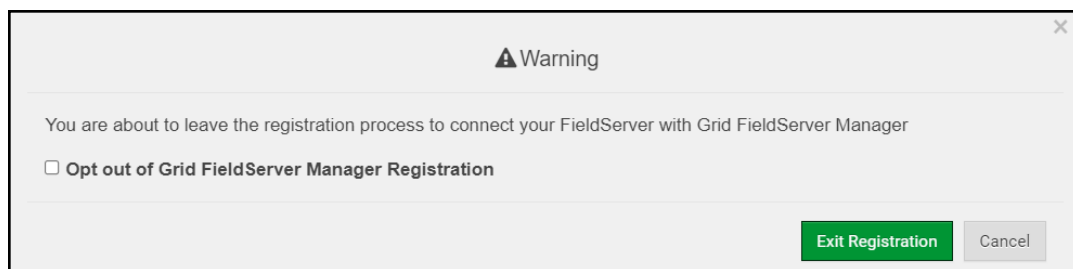 Warning
You are about to leave the registration process to connect your FieldServer with Grid FieldServer Manager
Opt out of Grid FieldServer Manager Registration
Exit Registration Cancel